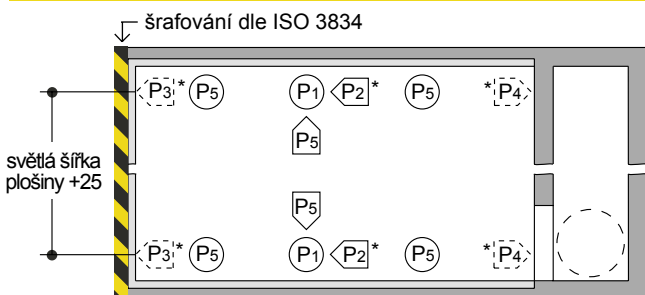 šrafování dle ISO 3834
P3* P5 P1 P2* P5 *P4
P5
světlá šířka
plošiny +25
P5
P3* P5 P1 P2* P5 *P4